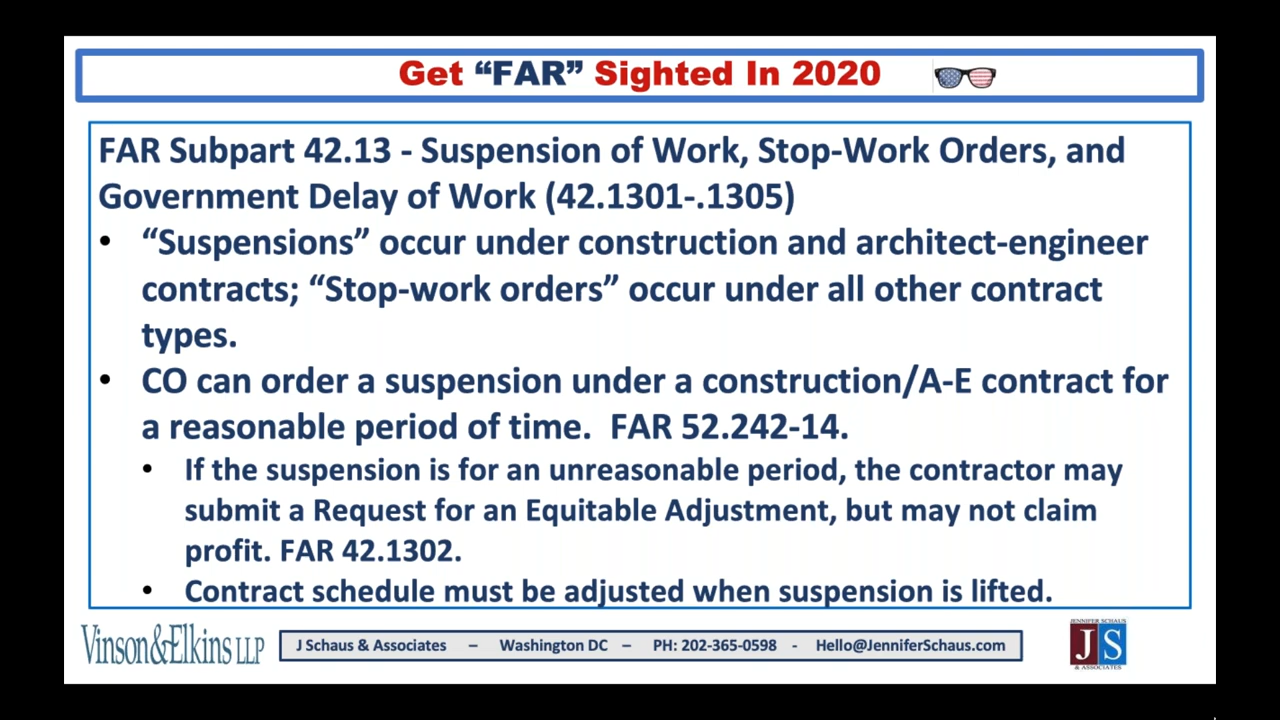 Get “FAR” Sighted In 2020
FAR Subpart 42.13 - Suspension of Work, Stop-Work Orders, and
Government Delay of Work (42.1301-.1305)
• “Suspensions” occur under construction and architect-engineer
contracts; “Stop-work orders” occur under all other contract
types.
• CO can order a suspension under a construction/A-E contract for
a reasonable period of time.  FAR 52.242-14.
• If the suspension is for an unreasonable period, the contractor may
submit a Request for an Equitable Adjustment, but may not claim
profit. FAR 42.1302.
• Contract schedule must be adjusted when suspension is lifted.
Vinson&Elkins LLP
J Schaus & Associates – Washington DC – PH: 202-365-0598 - Hello@JenniferSchaus.com
JENNIFER SCHAUS
JS
& ASSOCIATES